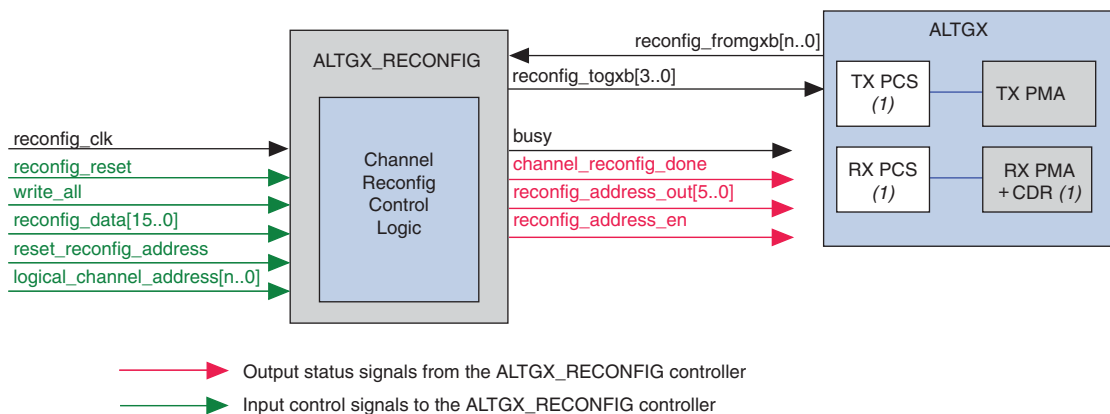 ALTGX_RECONFIG
Channel
Reconfig
Control
Logic
reconfig_clk
reconfig_reset
write_all
reconfig_data[15..0]
reset_reconfig_address
logical_channel_address[n..0]
reconfig_fromgxb[n..0]
reconfig_togxb[3..0]
busy
channel_reconfig_done
reconfig_address_out[5..0]
reconfig_address_en
ALTGX
TX PCS
(1)
TX PMA
RX PCS
(1)
RX PMA
+ CDR (1)
Output status signals from the ALTGX_RECONFIG controller
Input control signals to the ALTGX_RECONFIG controller